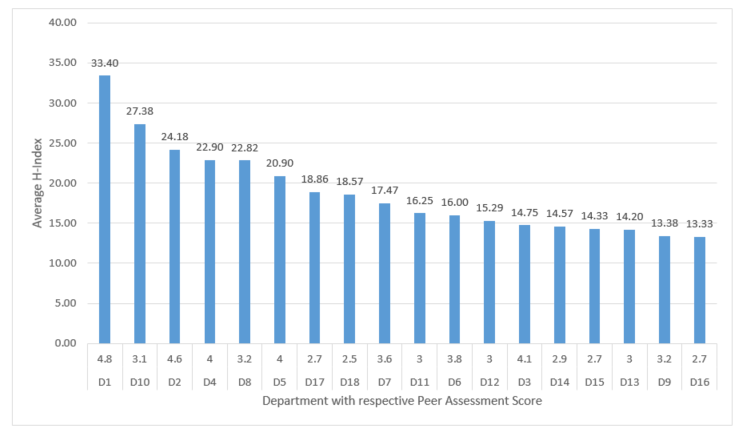 40.00
35.00
30.00
25.00
20.00
15.00
10.00
5.00
0.00
Average H-Index
33.40 27.38 24.18 22.90 22.82 20.90 18.86 18.57 17.47 16.25 16.00 15.29 14.75 14.57 14.33 14.20 13.38 13.33
4.8 3.1 4.6 4 3.2 4 2.7 2.5 3.6 3 3.8 3 4.1 2.9 2.7 3 3.2 2.7
D1 D10 D2 D4 D8 D5 D17 D18 D7 D11 D6 D12 D3 D14 D15 D13 D9 D16
Department with respective Peer Assessment Score